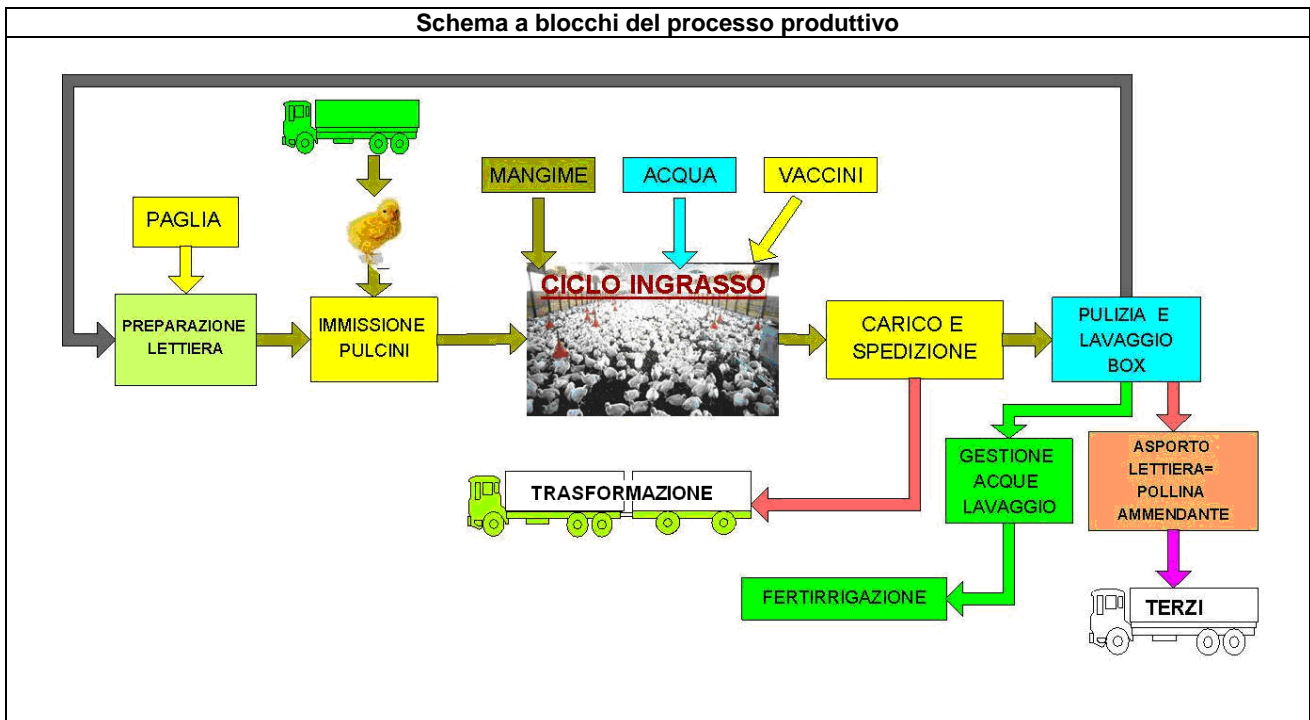 Schema a blocchi del processo produttivo
MANGIME
ACQUA
VACCINI
PAGLIA
CICLO INGRASSO
PREPARAZIONE
LETTIERA
IMMISSIONE
PULCINI
CARICO E
SPEDIZIONE
PULIZIA E
LAVAGGIO
BOX
GESTIONE
ACQUE
LAVAGGIO
ASPORTO
LETTIERA=
POLLINA
AMMENDANTE
TRASFORMAZIONE
FERTIRRIGAZIONE
TERZI